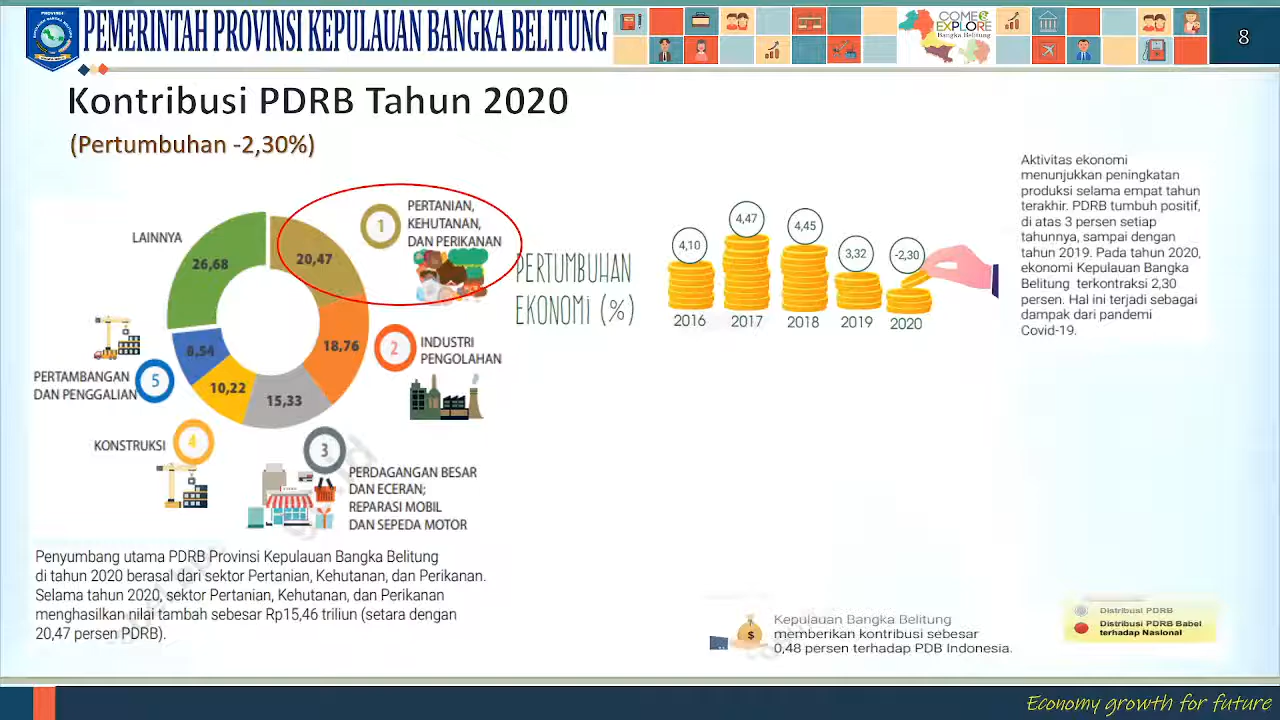 PEMERINTAH PROVINSI KEPULAUAN BANGKA BELITUNG
COME
EXPLORE
Bangka Belitung
8
Kontribusi PDRB Tahun 2020
(Pertumbuhan -2,30%)
LAINNYA
26,68
20,47
1
PERTANIAN,
KEHUTANAN,
DAN PERIKANAN
18,76
2
INDUSTRI
PENGOLAHAN
8,54
PERTAMBANGAN
DAN PENGGALIAN
5
10,22
15,33
KONSTRUKSI
4
3
PERDAGANGAN BESAR
DAN ECERAN;
REPARASI MOBIL
DAN SEPEDA MOTOR
Penyumbang utama PDRB Provinsi Kepulauan Bangka Belitung
di tahun 2020 berasal dari sektor Pertanian, Kehutanan, dan Perikanan.
Selama tahun 2020, sektor Pertanian, Kehutanan, dan Perikanan
menghasilkan nilai tambah sebesar Rp15,46 triliun (setara dengan
20,47 persen PDRB).
PERTUMBUHAN
EKONOMI (%)
4,10
4,47
4,45
3,32
-2,30
2016
2017
2018
2019
2020
Aktivitas ekonomi
menunjukkan peningkatan
produksi selama empat tahun
terakhir. PDRB tumbuh positif,
di atas 3 persen setiap
tahunnya, sampai dengan
tahun 2019. Pada tahun 2020,
ekonomi Kepulauan Bangka
Belitung terkontraksi 2,30
persen. Hal ini terjadi sebagai
dampak dari pandemi
Covid-19.
$
Kepulauan Bangka Belitung
memberikan kontribusi sebesar
0,48 persen terhadap PDB Indonesia.
Distribusi PDRB
Distribusi PDRB Babel
terhadap Nasional
Economy growth for future